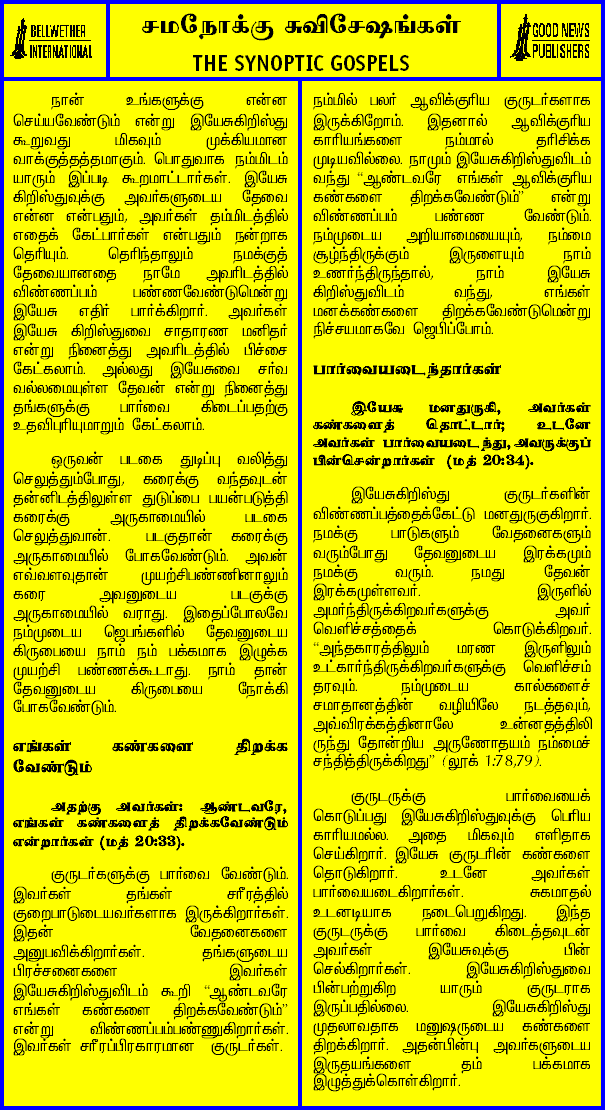 BELLWETHER
INTERNATIONAL
சமநோக்கு சுவிசேஷங்கள்
THE SYNOPTIC GOSPELS
GOOD NEWS
PUBLISHERS
நான் உங்களுக்கு என்ன
செய்யவேண்டும் என்று இயேசுகிறிஸ்து
கூறுவது மிகவும் முக்கியமான
வாக்குத்தத்தமாகும். பொதுவாக நம்மிடம்
யாரும் இப்படி கூறமாட்டார்கள். இயேசு
கிறிஸ்துவுக்கு அவர்களுடைய தேவை
என்ன என்பதும், அவர்கள் தம்மிடத்தில்
எதைக் கேட்பார்கள் என்பதும் நன்றாக
தெரியும். தெரிந்தாலும் நமக்குத்
தேவையானதை நாமே அவரிடத்தில்
விண்ணப்பம் பண்ணவேண்டுமென்று
இயேசு எதிர் பார்க்கிறார். அவர்கள்
இயேசு கிறிஸ்துவை சாதாரண மனிதர்
என்று நினைத்து அவரிடத்தில் பிச்சை
கேட்கலாம். அல்லது இயேசுவை சர்வ
வல்லமையுள்ள தேவன் என்று நினைத்து
தங்களுக்கு பார்வை கிடைப்பதற்கு
உதவிபுரியுமாறும் கேட்கலாம்.
ஒருவன் படகை துடிப்பு வலித்து
செலுத்தும்போது, கரைக்கு வந்தவுடன்
தன்னிடத்திலுள்ள துடுப்பை பயன்படுத்தி
கரைக்கு அருகாமையில் படகை
செலுத்துவான். படகுதான் கரைக்கு
அருகாமையில் போகவேண்டும். அவன்
எவ்வளவுதான் முயற்சிபண்ணினாலும்
கரை அவனுடைய படகுக்கு
அருகாமையில் வராது. இதைப்போலவே
நம்முடைய ஜெபங்களில் தேவனுடைய
கிருபையை நாம் நம் பக்கமாக இழுக்க
முயற்சி பண்ணக்கூடாது. நாம் தான்
தேவனுடைய கிருபையை நோக்கி
போகவேண்டும்.
எங்கள் கண்களை திறக்க
வேண்டும்
அதற்கு அவர்கள்: ஆண்டவரே,
எங்கள் கண்களைத் திறக்கவேண்டும்
என்றார்கள் (மத் 20:33).
குருடர்களுக்கு பார்வை வேண்டும்.
இவர்கள் தங்கள் சரீரத்தில்
குறைபாடுடையவர்களாக இருக்கிறார்கள்.
இதன் வேதனைகளை
அனுபவிக்கிறார்கள். தங்களுடைய
பிரச்சனைகளை இவர்கள்
இயேசுகிறிஸ்துவிடம் கூறி "ஆண்டவரே
எங்கள் கண்களை திறக்கவேண்டும்"
என்று விண்ணப்பம்பண்ணுகிறார்கள்.
இவர்கள் சரீரப்பிரகாரமான குருடர்கள்.
நம்மில் பலர் ஆவிக்குரிய குருடர்களாக
இருக்கிறோம். இதனால் ஆவிக்குரிய
காரியங்களை நம்மால் தரிசிக்க
முடியவில்லை. நாமும் இயேசுகிறிஸ்துவிடம்
வந்து "ஆண்டவரே எங்கள் ஆவிக்குரிய
கண்களை திறக்கவேண்டும்" என்று
விண்ணப்பம் பண்ண வேண்டும்.
நம்முடைய அறியாமையையும், நம்மை
சூழ்ந்திருக்கும் இருளையும் நாம்
உணர்ந்திருந்தால், நாம் இயேசு
கிறிஸ்துவிடம் வந்து, எங்கள்
மனக்கண்களை திறக்கவேண்டுமென்று
நிச்சயமாகவே ஜெபிப்போம்.
பார்வையடைந்தார்கள்
இயேசு மனதுருகி, அவர்கள்
கண்களைத் தொட்டார்; உடனே
அவர்கள் பார்வையடைந்து, அவருக்குப்
பின்சென்றார்கள் (மத் 20:34).
இயேசுகிறிஸ்து குருடர்களின்
விண்ணப்பத்தைக்கேட்டு மனதுருகுகிறார்.
நமக்கு பாடுகளும் வேதனைகளும்
வரும்போது தேவனுடைய இரக்கமும்
நமக்கு வரும். நமது தேவன்
இரக்கமுள்ளவர். இருளில்
அமர்ந்திருக்கிறவர்களுக்கு அவர்
வெளிச்சத்தைக் கொடுக்கிறவர்.
"அந்தகாரத்திலும் மரண இருளிலும்
உட்கார்ந்திருக்கிறவர்களுக்கு வெளிச்சம்
தரவும். நம்முடைய கால்களைச்
சமாதானத்தின் வழியிலே நடத்தவும்,
அவ்விரக்கத்தினாலே உன்னதத்திலி
ருந்து தோன்றிய அருணோதயம் நம்மைச்
சந்தித்திருக்கிறது" (லூக் 1:78,79).
குருடருக்கு பார்வையைக்
கொடுப்பது இயேசுகிறிஸ்துவுக்கு பெரிய
காரியமல்ல. அதை மிகவும் எளிதாக
செய்கிறார். இயேசு குருடரின் கண்களை
தொடுகிறார். உடனே அவர்கள்
பார்வையடைகிறார்கள். சுகமாதல்
உடனடியாக நடைபெறுகிறது. இந்த
குருடருக்கு பார்வை கிடைத்தவுடன்
அவர்கள் இயேசுவுக்கு பின்
செல்கிறார்கள். இயேசுகிறிஸ்துவை
பின்பற்றுகிற யாரும் குருடராக
இருப்பதில்லை. இயேசுகிறிஸ்து
முதலாவதாக மனுஷருடைய கண்களை
திறக்கிறார். அதன்பின்பு அவர்களுடைய
இருதயங்களை தம் பக்கமாக
இழுத்துக்கொள்கிறார்.